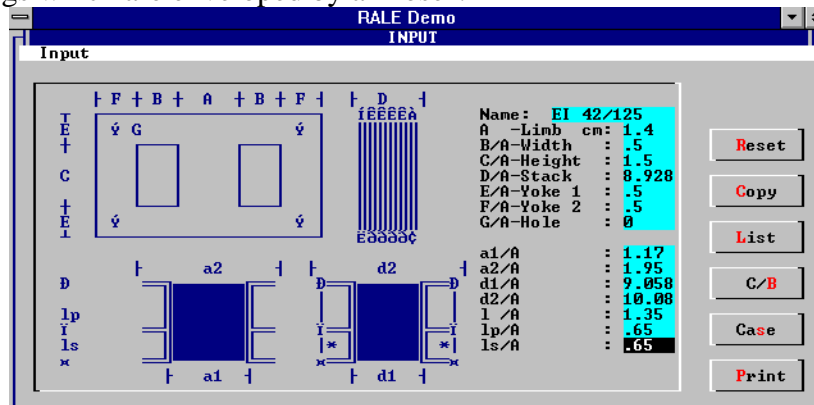 RALE Demo
INPUT
Input
F + B + A + B + F
D
E + C + E
ÍÊÊÊÊÀ
ý G ý
ý ý
Ëðððð¢
Name: EI 42/125
A -Limb cm: 1.4
B/A-Width : .5
C/A-Height : 1.5
D/A-Stack : 8.928
E/A-Yoke 1 : .5
F/A-Yoke 2 : .5
G/A-Hole : 0
a1/A : 1.17
a2/A : 1.95
d1/A : 9.058
d2/A : 10.08
l /A : 1.35
lp/A : .65
ls/A : .65
a2
d2
Ð Ð Ð
lp
Ï Ï Ï
ls * *
¤ ¤ ¤
a1
d1
Reset
Copy
List
C/B
Case
Print